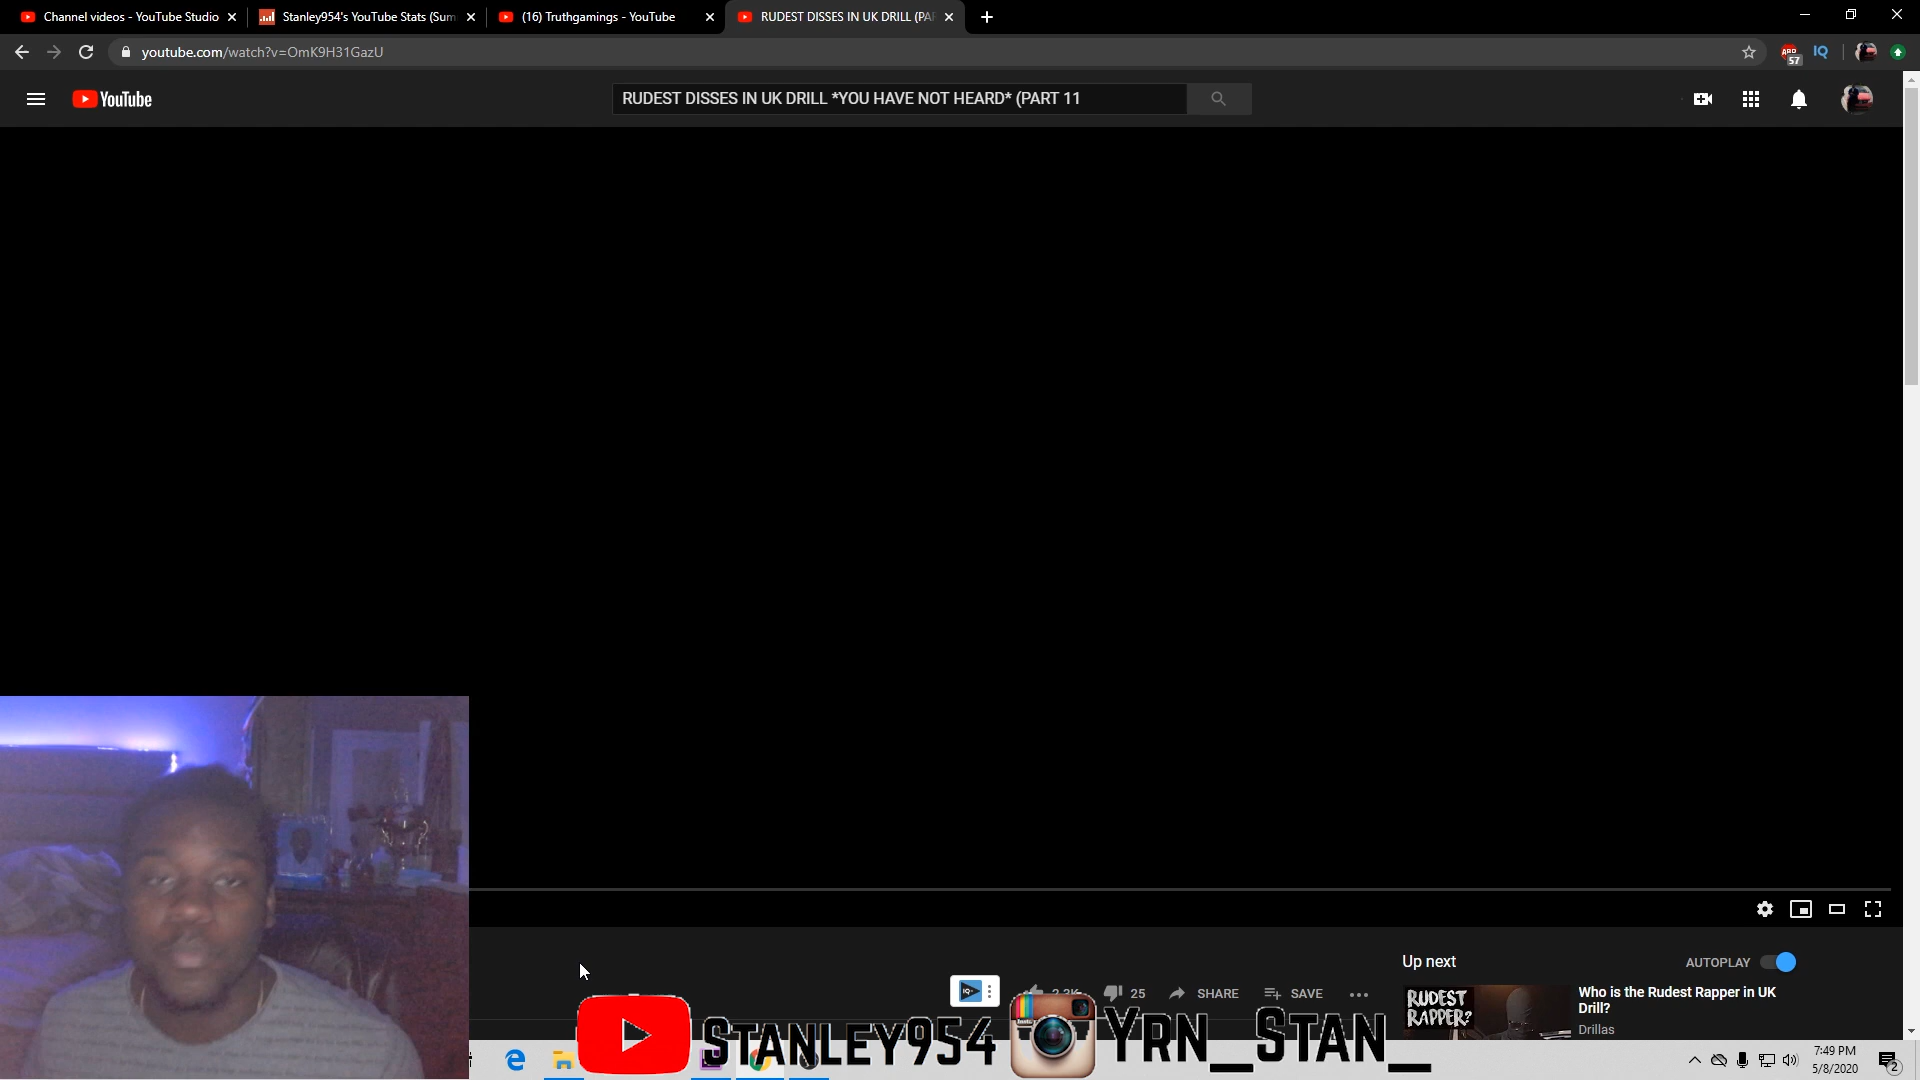 Channel videos - YouTube Studio
Stanley954's YouTube Stats (Sum
(16) Truthgamings - YouTube
RUDEST DISSES IN UK DRILL (PA
youtube.com/watch?v=OmK9H31GazU
57
IQ
YouTube
RUDEST DISSES IN UK DRILL *YOU HAVE NOT HEARD* (PART 11
Up next
AUTOPLAY
25
SHARE
SAVE
RUDEST
RAPPER?
Who is the Rudest Rapper in UK
Drill?
Drillas
STANLEY954
YRN__STAN_
7:49 PM
5/8/2020
2